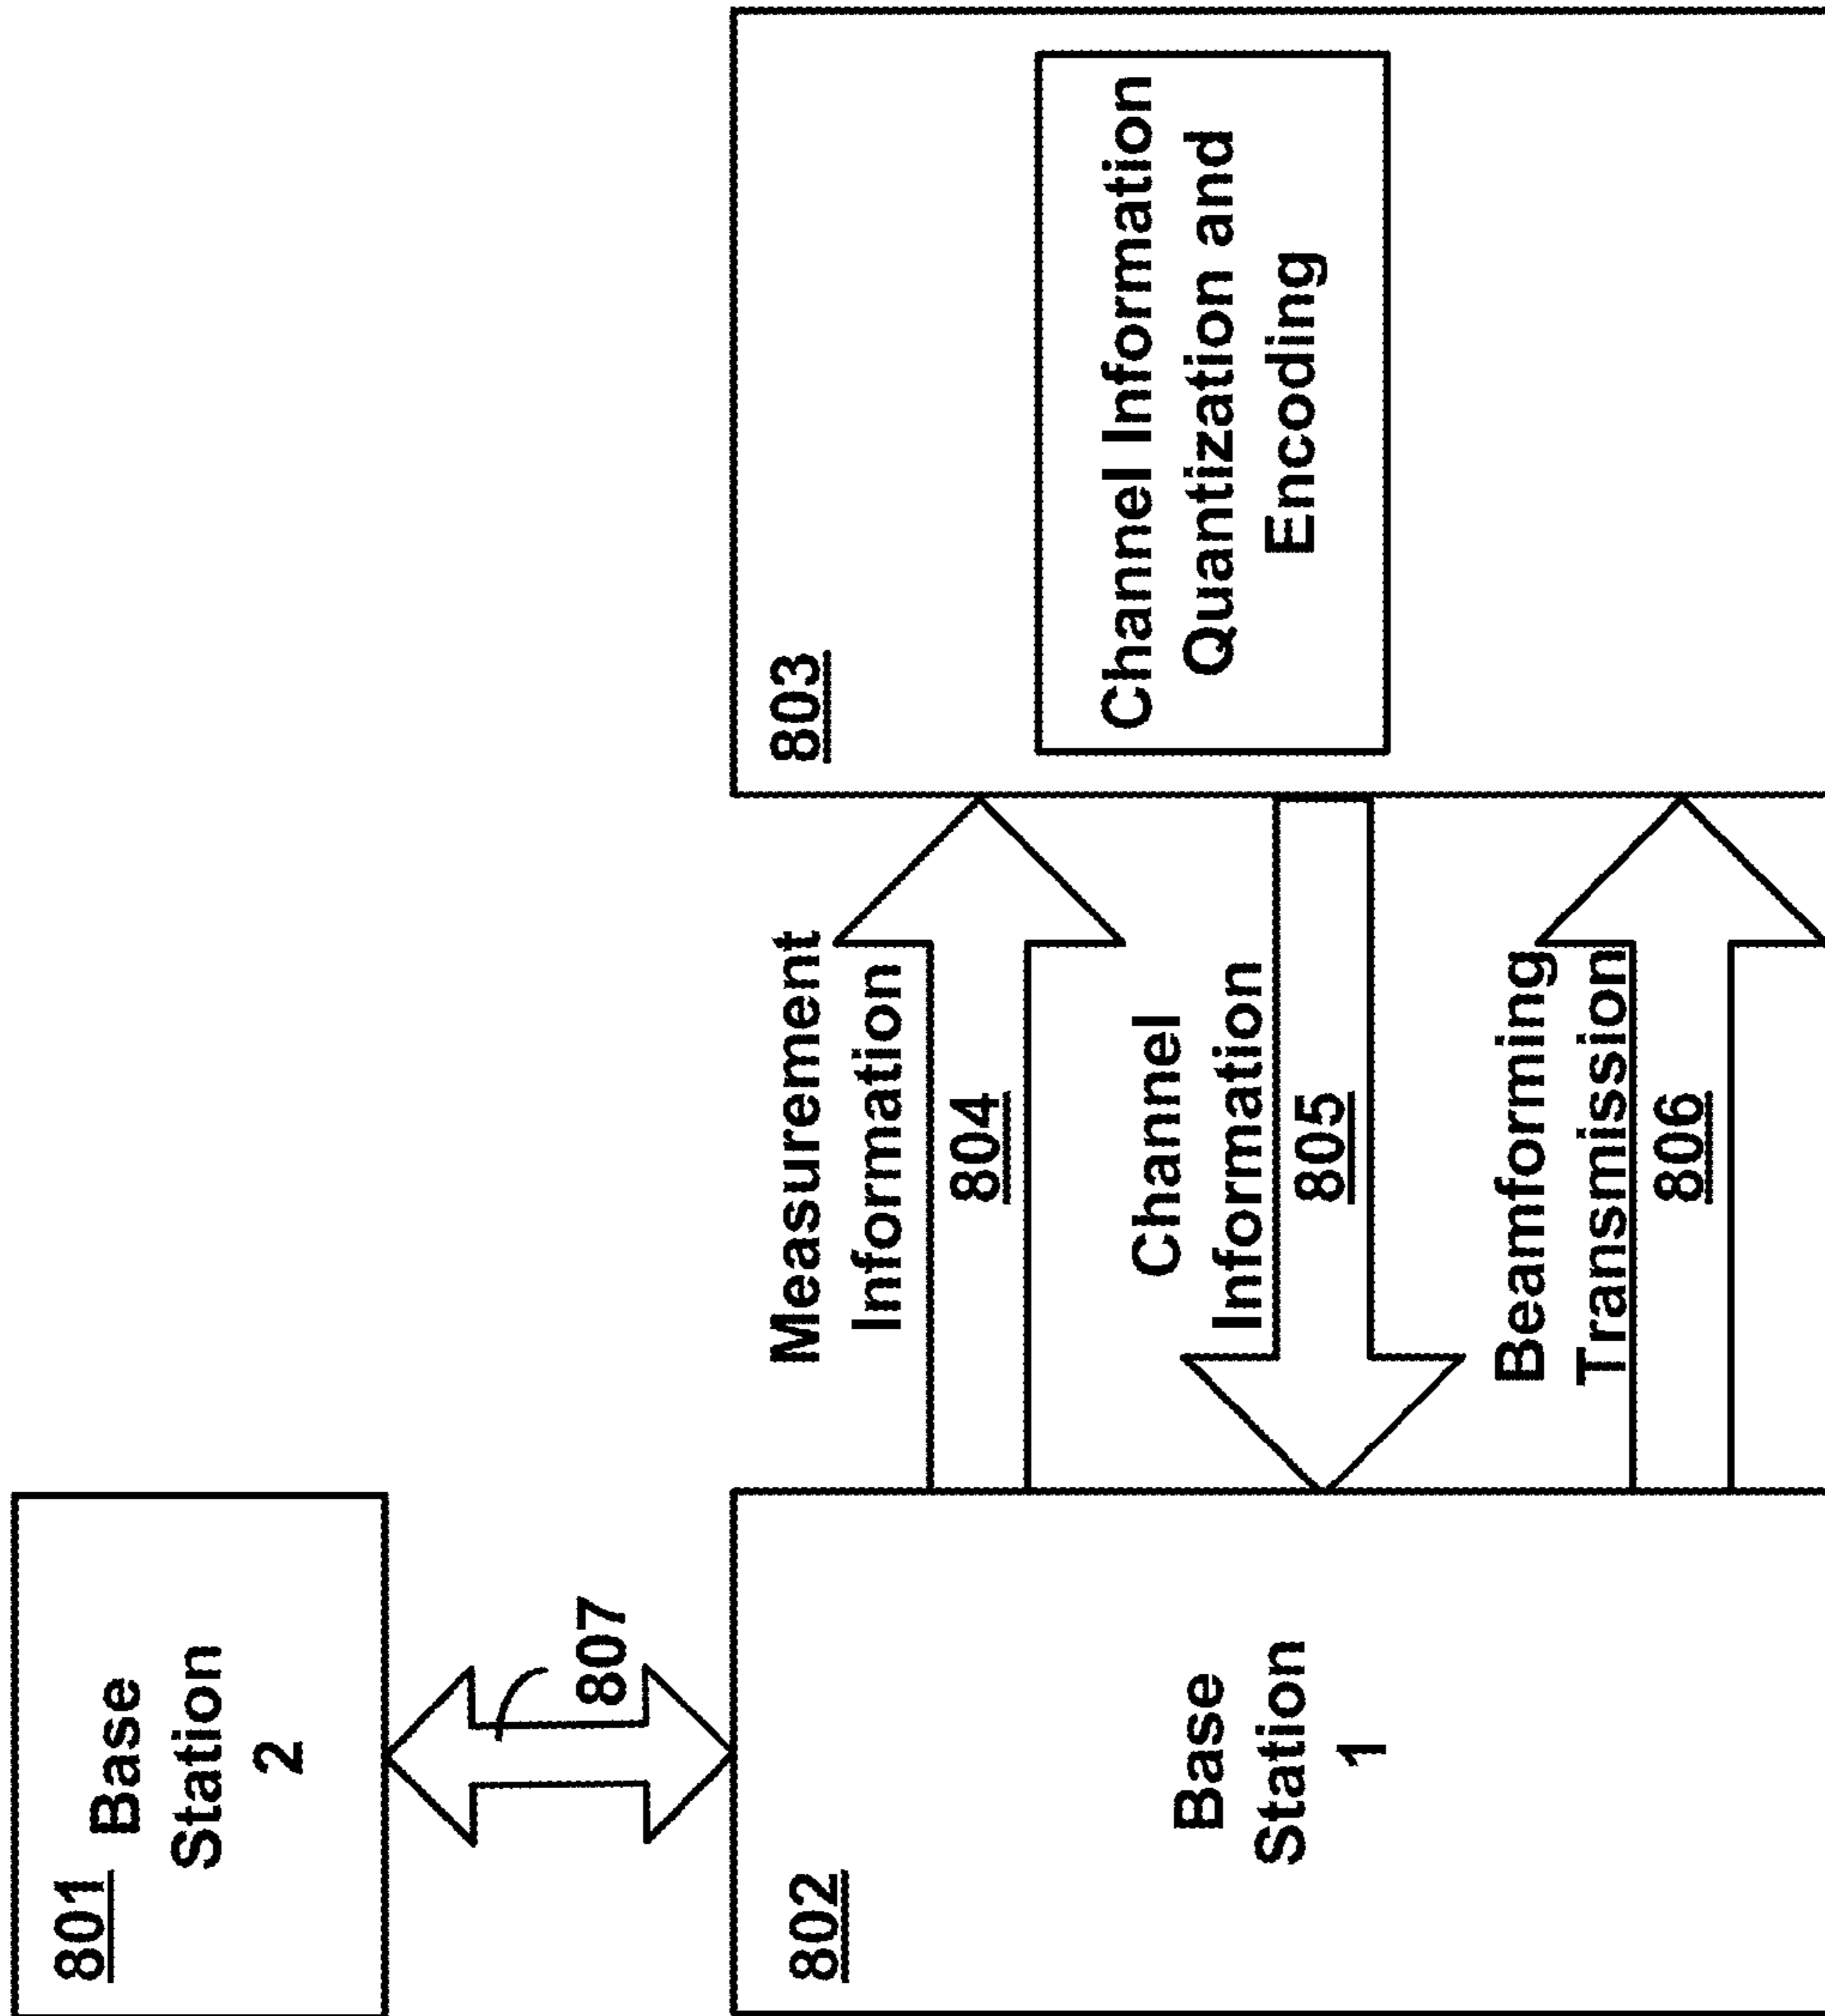 801
Base
Station
2
807
802
Base
Station
1
Measurement
Information
804
Channel
Information
805
Beamforming
Transmission
806
803
Channel Information
Quantization and
Encoding